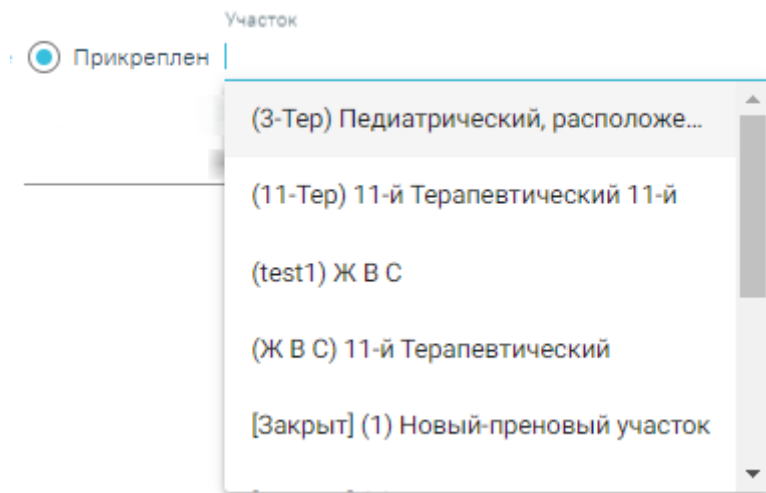 Участок
Прикреплен
(3-Тер) Педиатрический, расположе...
(11-Тер) 11-й Терапевтический 11-й
(test1) Ж В С
(Ж В С) 11-й Терапевтический
[Закрыт] (1) Новый-преновый участок